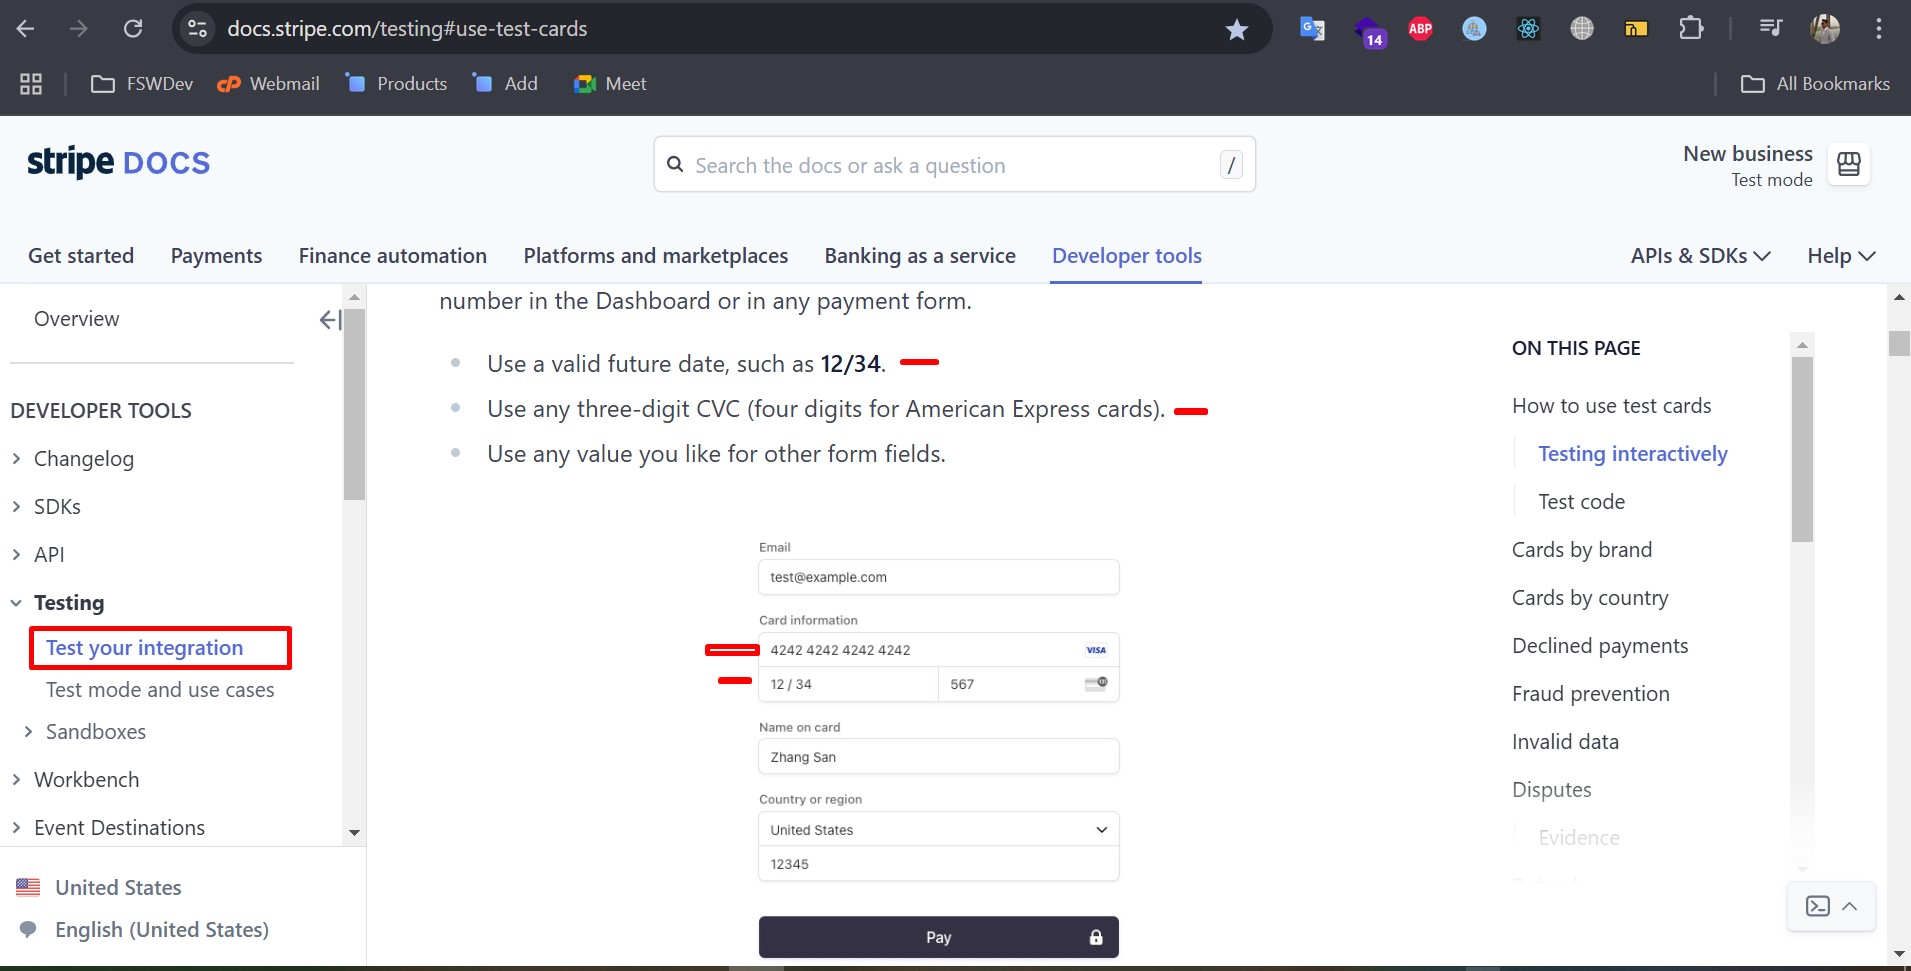 docs.stripe.com/testing#use-test-cards
14
ABP
FSWDev
Webmail
Products
Add
Meet
All Bookmarks
stripe DOCS
Search the docs or ask a question
/
New business
Test mode
Get started
Payments
Finance automation
Platforms and marketplaces
Banking as a service
Developer tools
APIs & SDKs
Help
Overview
DEVELOPER TOOLS
Changelog
SDKs
API
Testing
Test your integration
Test mode and use cases
Sandboxes
Workbench
Event Destinations
United States
English (United States)
number in the Dashboard or in any payment form.
Use a valid future date, such as 12/34.
Use any three-digit CVC (four digits for American Express cards).
Use any value you like for other form fields.
Email
test@example.com
Card information
4242 4242 4242 4242
VISA
12 / 34
567
Name on card
Zhang San
Country or region
United States
12345
Pay
ON THIS PAGE
How to use test cards
Testing interactively
Test code
Cards by brand
Cards by country
Declined payments
Fraud prevention
Invalid data
Disputes
Evidence